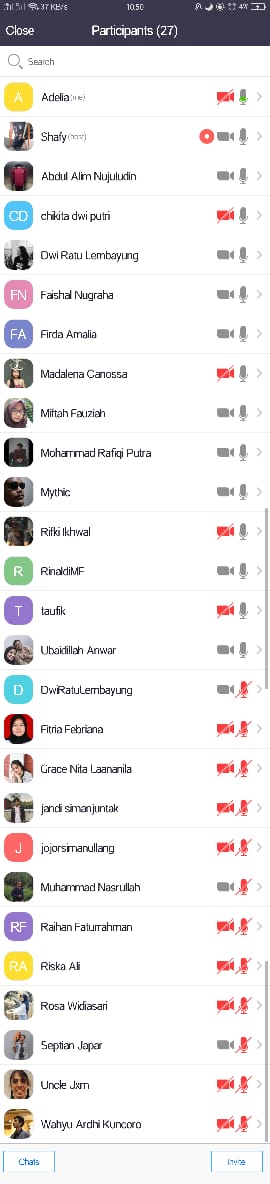 37 KB/s 10.50 4%
Close Participants (27)
Search
A Adelia (me)
Shafy (host)
Abdul Alim Nujuludin
CD chikita dwi putri
Dwi Ratu Lembayung
FN Faishal Nugraha
FA Firda Amalia
Madalena Canossa
Miftah Fauziah
Mohammad Rafiqi Putra
Mythic
Rifki Ikhwal
R RinaldiMF
T taufik
Ubaidillah Anwar
D DwiRatuLembayung
Fitria Febriana
Grace Nita Laananila
jandi simanjuntak
J jojorsimanullang
Muhammad Nasrullah
RF Raihan Faturrahman
RA Riska Ali
Rosa Widiasari
Septian Japar
Uncle Jxm
Wahyu Ardhi Kuncoro
Chats Invite